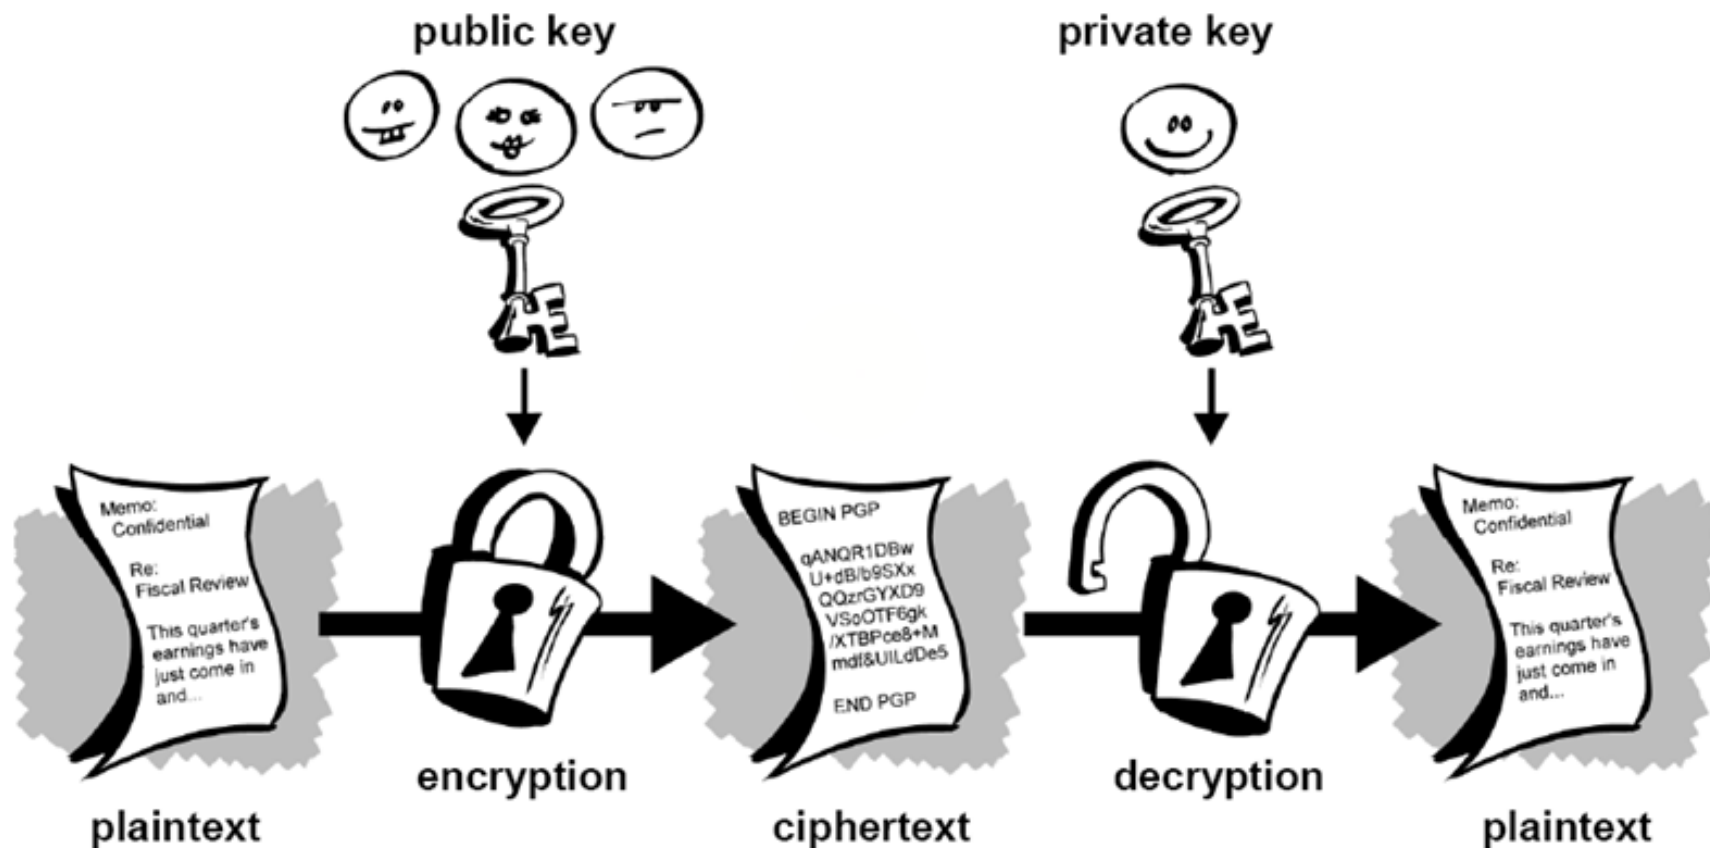 public key
private key
Memo:
Confidential
Re:
Fiscal Review
This quarter's
earnings have
just come in
and...
BEGIN PGP
qANQR1DBw
U+dB/b9SXx
QQzrGYXD9
VSoOTF6gk
/XTBPce8+M
mdf&UILdDe5
END PGP
Memo:
Confidential
Re:
Fiscal Review
This quarter's
earnings have
just come in
and...
encryption
decryption
plaintext
ciphertext
plaintext